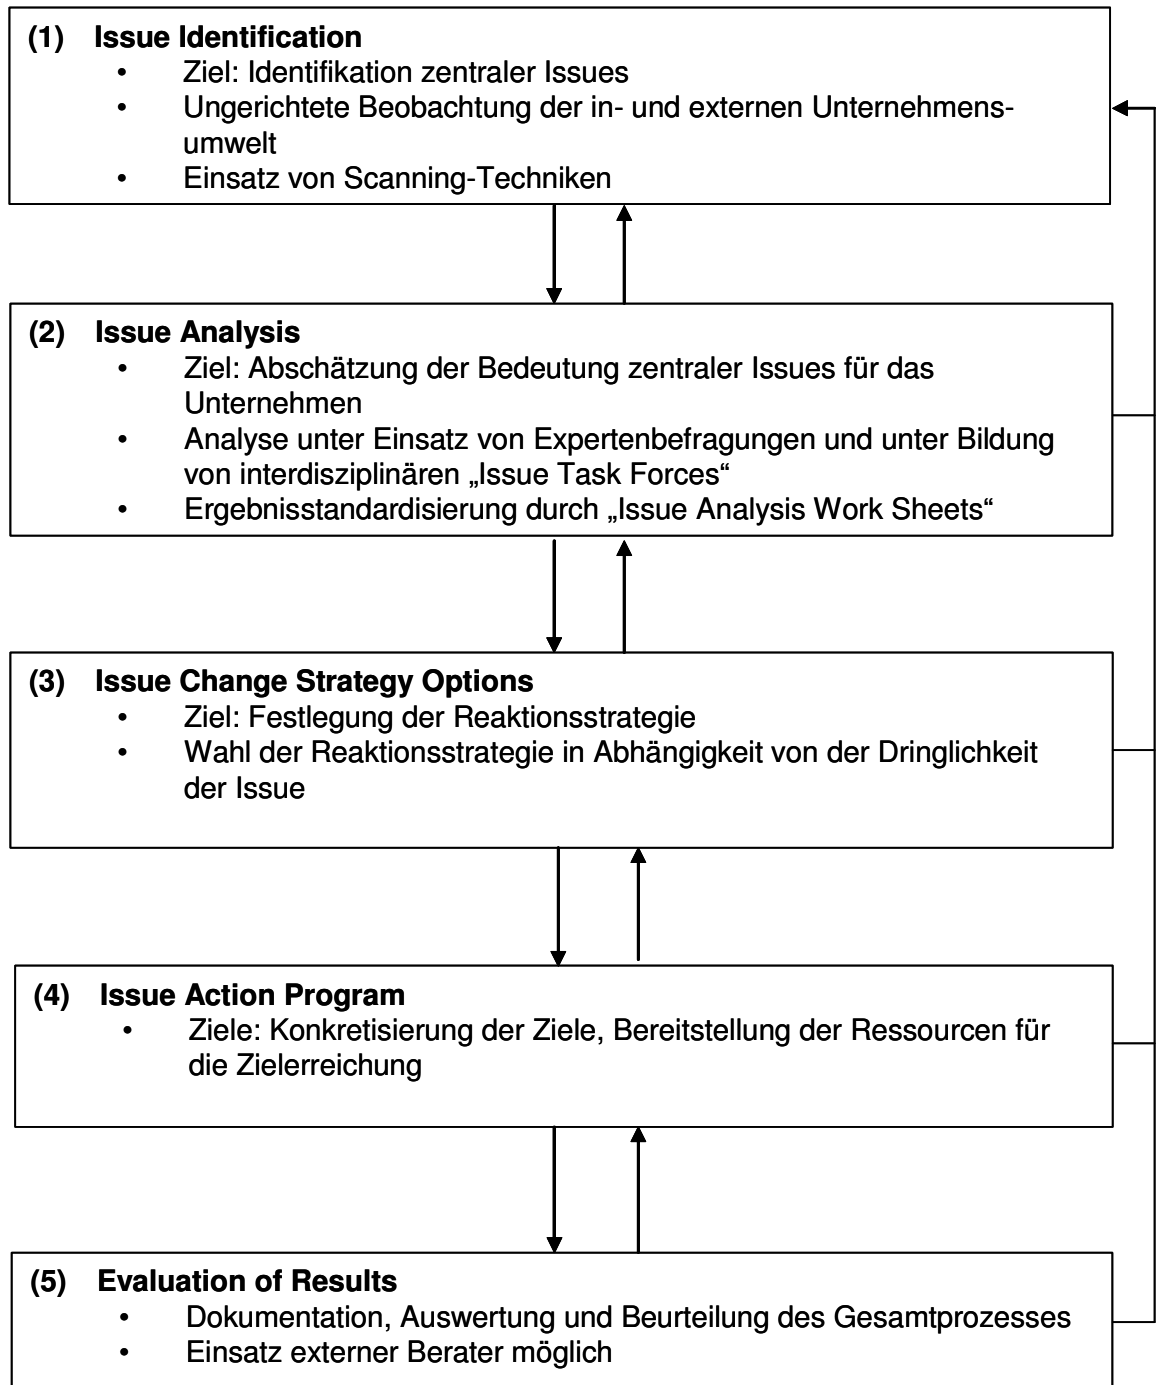 (1) Issue Identification
• Ziel: Identifikation zentraler Issues
• Ungerichtete Beobachtung der in- und externen Unternehmens-
umwelt
• Einsatz von Scanning-Techniken
(2) Issue Analysis
• Ziel: Abschätzung der Bedeutung zentraler Issues für das
Unternehmen
• Analyse unter Einsatz von Expertenbefragungen und unter Bildung
von interdisziplinären „Issue Task Forces“
• Ergebnisstandardisierung durch „Issue Analysis Work Sheets“
(3) Issue Change Strategy Options
• Ziel: Festlegung der Reaktionsstrategie
• Wahl der Reaktionsstrategie in Abhängigkeit von der Dringlichkeit
der Issue
(4) Issue Action Program
• Ziele: Konkretisierung der Ziele, Bereitstellung der Ressourcen für
die Zielerreichung
(5) Evaluation of Results
• Dokumentation, Auswertung und Beurteilung des Gesamtprozesses
• Einsatz externer Berater möglich